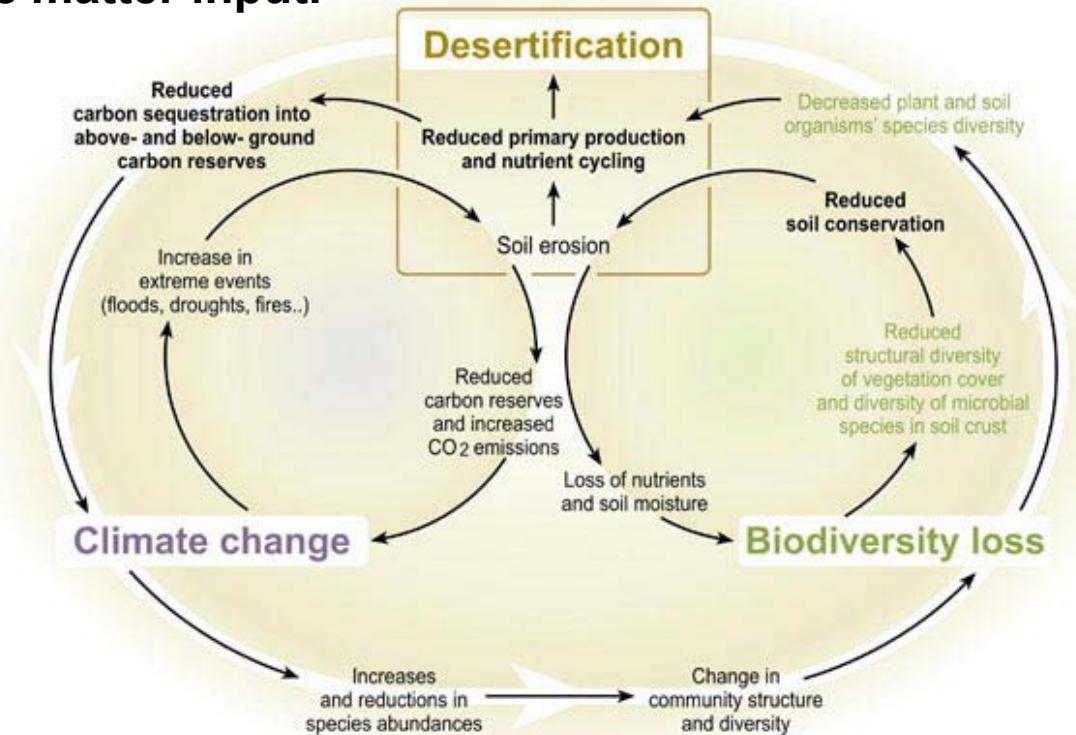 matter input.
Desertification
Reduced
carbon sequestration into
above- and below- ground
carbon reserves
Reduced primary production
and nutrient cycling
Decreased plant and soil
organisms' species diversity
Reduced
soil conservation
Soil erosion
Increase in
extreme events
(floods, droughts, fires..)
Reduced
structural diversity
of vegetation cover
and diversity of microbial
species in soil crust
Reduced
carbon reserves
and increased
CO2 emissions
Loss of nutrients
and soil moisture
Climate change
Biodiversity loss
Increases
and reductions in
species abundances
Change in
community structure
and diversity